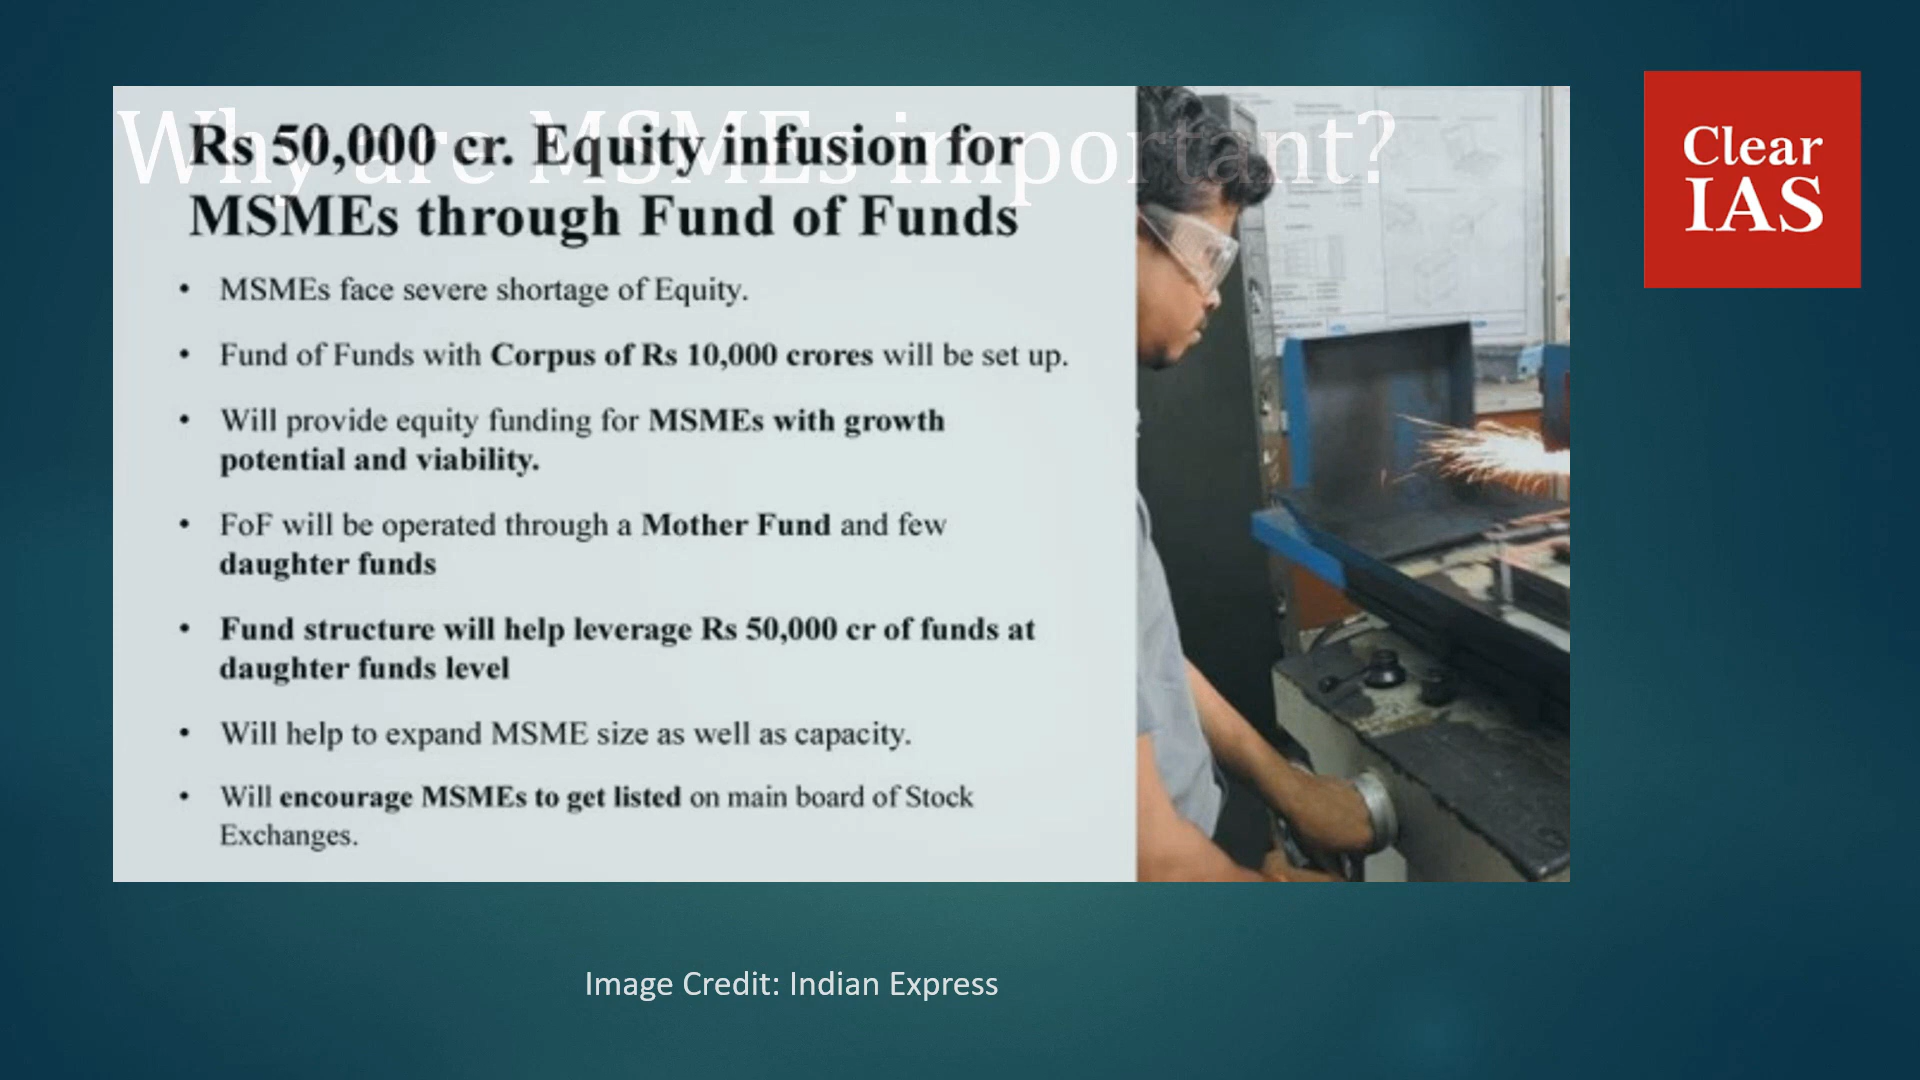 Why are MSMEs important?
Rs 50,000 cr. Equity infusion for
MSMEs through Fund of Funds
• MSMEs face severe shortage of Equity.
• Fund of Funds with Corpus of Rs 10,000 crores will be set up.
• Will provide equity funding for MSMEs with growth
potential and viability.
• FoF will be operated through a Mother Fund and few
daughter funds
• Fund structure will help leverage Rs 50,000 cr of funds at
daughter funds level
• Will help to expand MSME size as well as capacity.
• Will encourage MSMEs to get listed on main board of Stock
Exchanges.
Clear
IAS
Image Credit: Indian Express